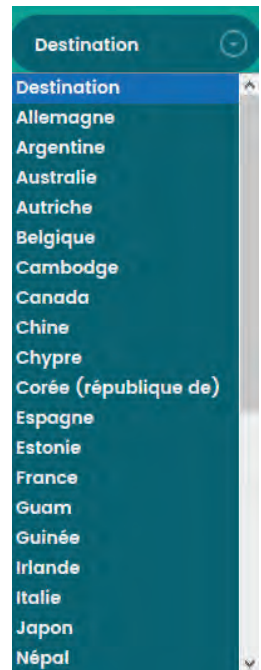 Destination
Destination
Allemagne
Argentine
Australie
Autriche
Belgique
Cambodge
Canada
Chine
Chypre
Corée (république de)
Espagne
Estonie
France
Guam
Guinée
Irlande
Italie
Japon
Népal